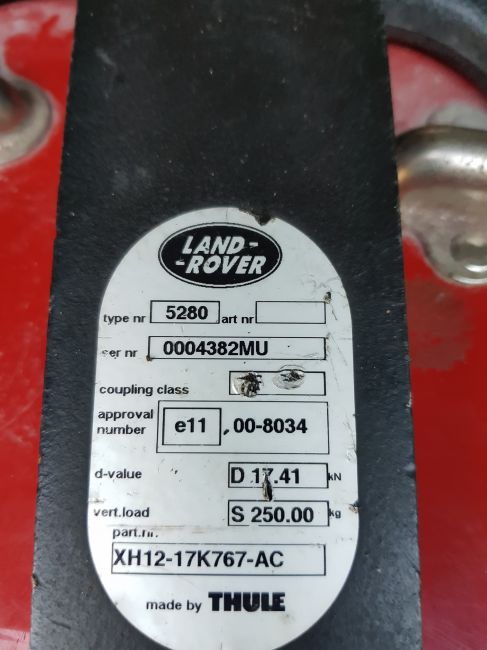 LAND-
-ROVER
type nr 5280 art nr
ser nr 0004382MU
coupling class
approval
number e11 , 00-8034
d-value D 17.41 kN
vert.load S 250.00 kg
part.nr.
XH12-17K767-AC
made by THULE